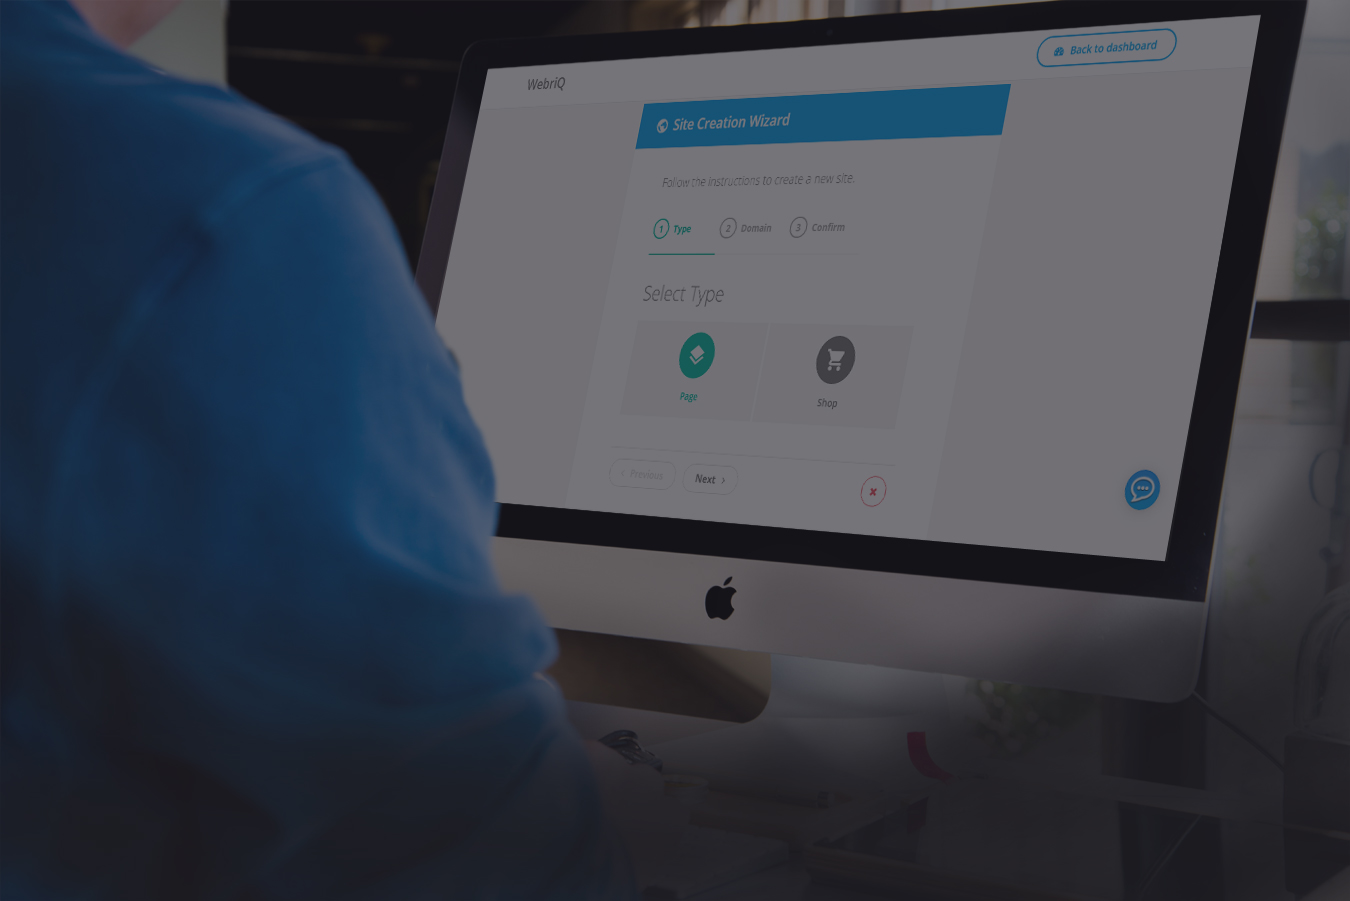 WebriQ
Back to dashboard
Site Creation Wizard
Follow the instructions to create a new site.
1 Type 2 Domain 3 Confirm
Select Type
Page Shop
Previous Next